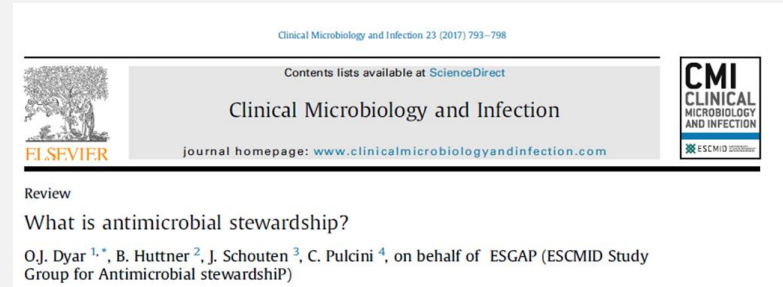 Clinical Microbiology and Infection 23 (2017) 793–798
Contents lists available at ScienceDirect
Clinical Microbiology and Infection
journal homepage: www.clinicalmicrobiologyandinfection.com
ELSEVIER
CMI
CLINICAL
MICROBIOLOGY
AND INFECTION
ESCMID
Review
What is antimicrobial stewardship?
O.J. Dyar 1, *, B. Huttner 2, J. Schouten 3, C. Pulcini 4, on behalf of ESGAP (ESCMID Study
Group for Antimicrobial stewardshiP)